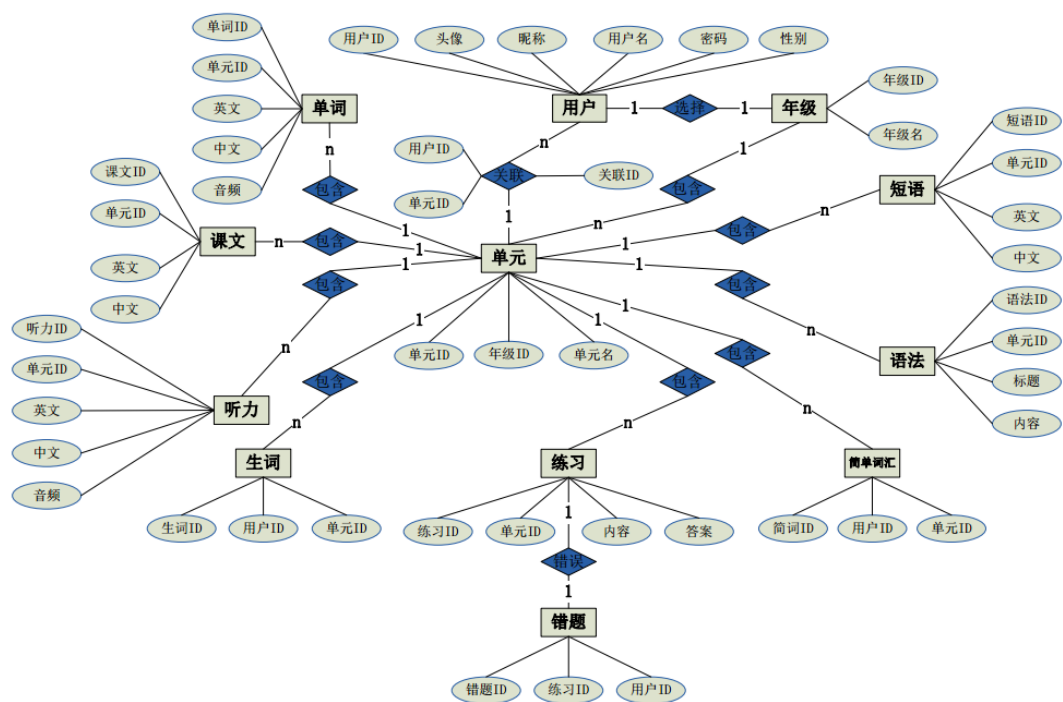 单词ID
用户ID
头像
昵称
用户名
密码
性别
单元ID
年级ID
英文
单词
用户
1
选择
1
年级
短语ID
年级名
中文
n
用户ID
n
1
单元ID
课文ID
关联
关联ID
包含
短语
音频
包含
单元ID
n
英文
单元ID
1
n
1
包含
中文
课文
n
包含
1
1
单元
1
英文
1
包含
1
包含
语法ID
中文
听力ID
1
1
1
1
n
单元ID
单元ID
n
单元ID
年级ID
单元名
包含
语法
标题
英文
听力
包含
包含
n
内容
中文
n
n
音频
生词
练习
简单词汇
生词ID
用户ID
单元ID
练习ID
单元ID
1
内容
答案
简词ID
用户ID
单元ID
错误
1
错题
错题ID
练习ID
用户ID